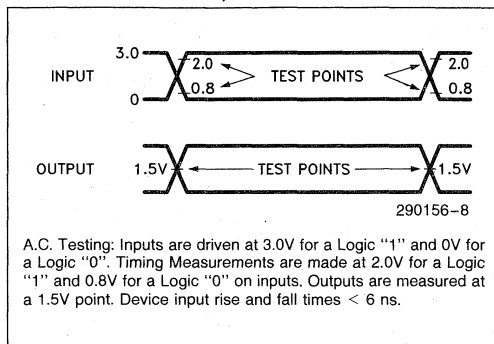 3.0
2.0
INPUT
TEST POINTS
2.0
0.8
0.8
0
OUTPUT
1.5V
TEST POINTS
1.5V
290156–8
A.C. Testing: Inputs are driven at 3.0V for a Logic “1” and 0V for
a Logic “0”. Timing Measurements are made at 2.0V for a Logic
“1” and 0.8V for a Logic “0” on inputs. Outputs are measured at
a 1.5V point. Device input rise and fall times < 6 ns.